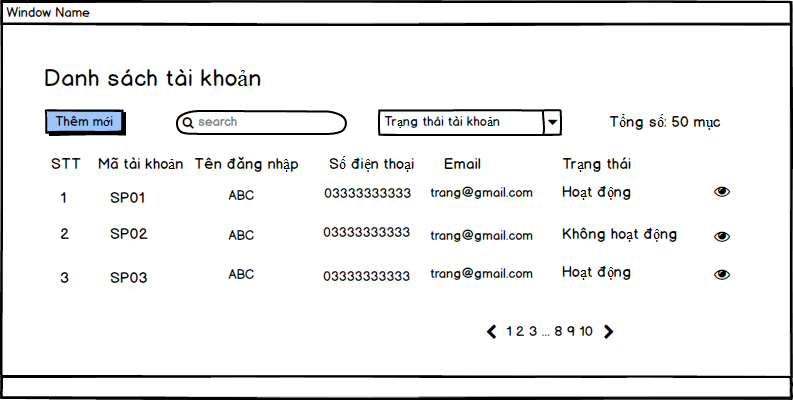 Window Name
Danh sách tài khoản
Thêm mới search Trạng thái tài khoản Tổng số: 50 mục
STT Mã tài khoản Tên đăng nhập Số điện thoại Email Trạng thái
1 SP01 ABC 03333333333 trang@gmail.com Hoạt động
2 SP02 ABC 03333333333 trang@gmail.com Không hoạt động
3 SP03 ABC 03333333333 trang@gmail.com Hoạt động
1 2 3 ... 8 9 10